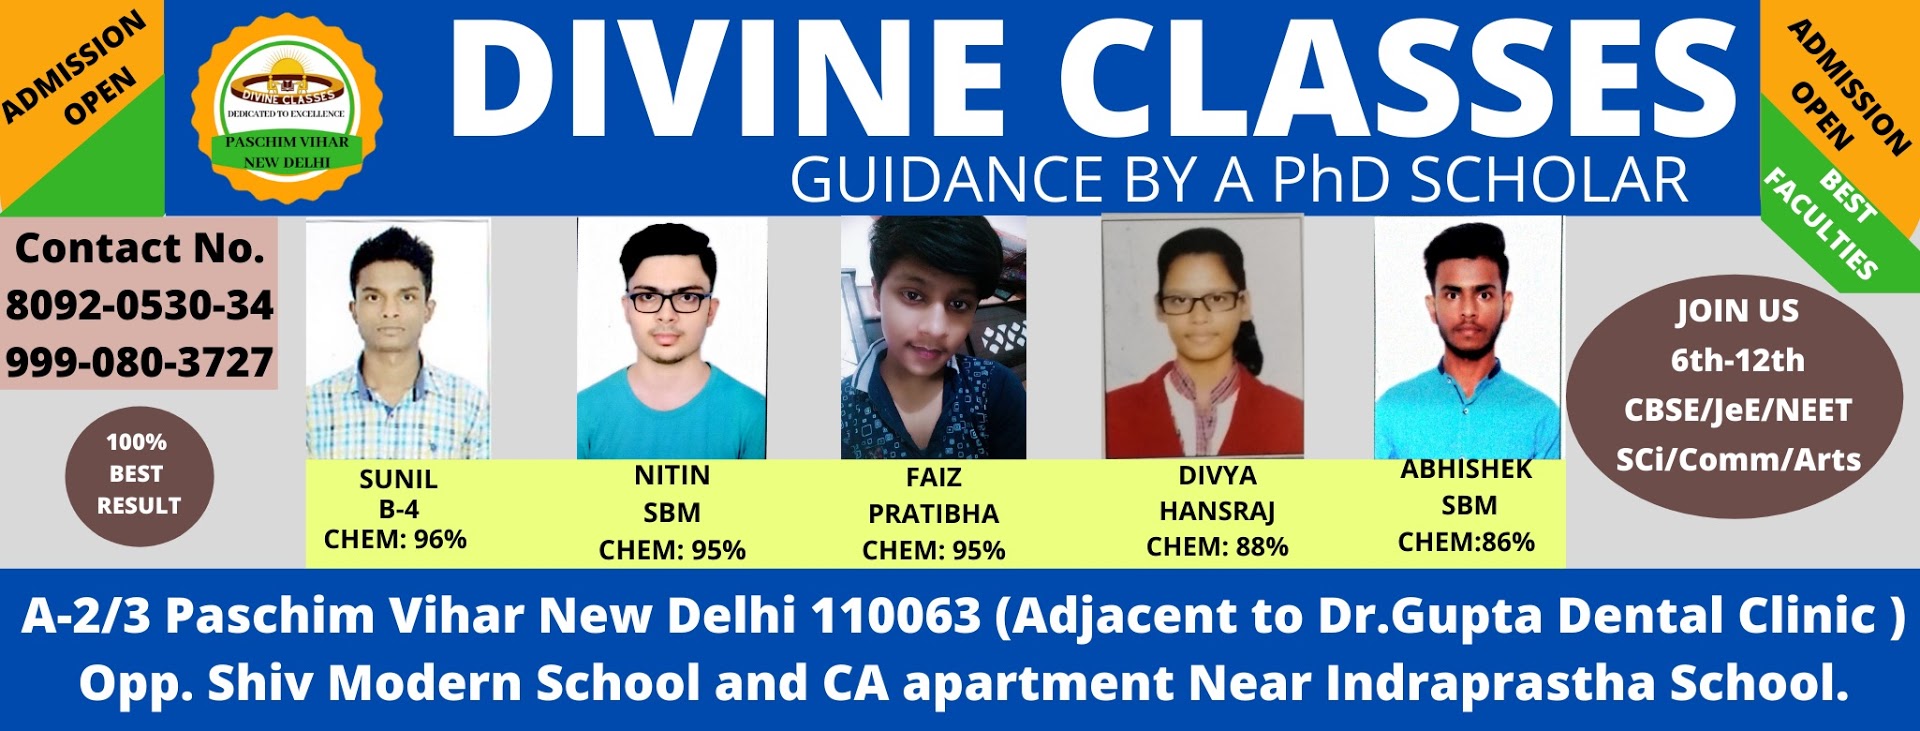 ADMISSION
OPEN
DIVINE CLASSES
DEDICATED TO EXCELLENCE
PASCHIM VIHAR
NEW DELHI
DIVINE CLASSES
GUIDANCE BY A PhD SCHOLAR
ADMISSION
OPEN
BEST
FACULTIES
Contact No.
8092-0530-34
999-080-3727
100%
BEST
RESULT
SUNIL
B-4
CHEM: 96%
NITIN
SBM
CHEM: 95%
FAIZ
PRATIBHA
CHEM: 95%
DIVYA
HANSRAJ
CHEM: 88%
ABHISHEK
SBM
CHEM:86%
JOIN US
6th-12th
CBSE/JeE/NEET
SCi/Comm/Arts
A-2/3 Paschim Vihar New Delhi 110063 (Adjacent to Dr.Gupta Dental Clinic )
Opp. Shiv Modern School and CA apartment Near Indraprastha School.